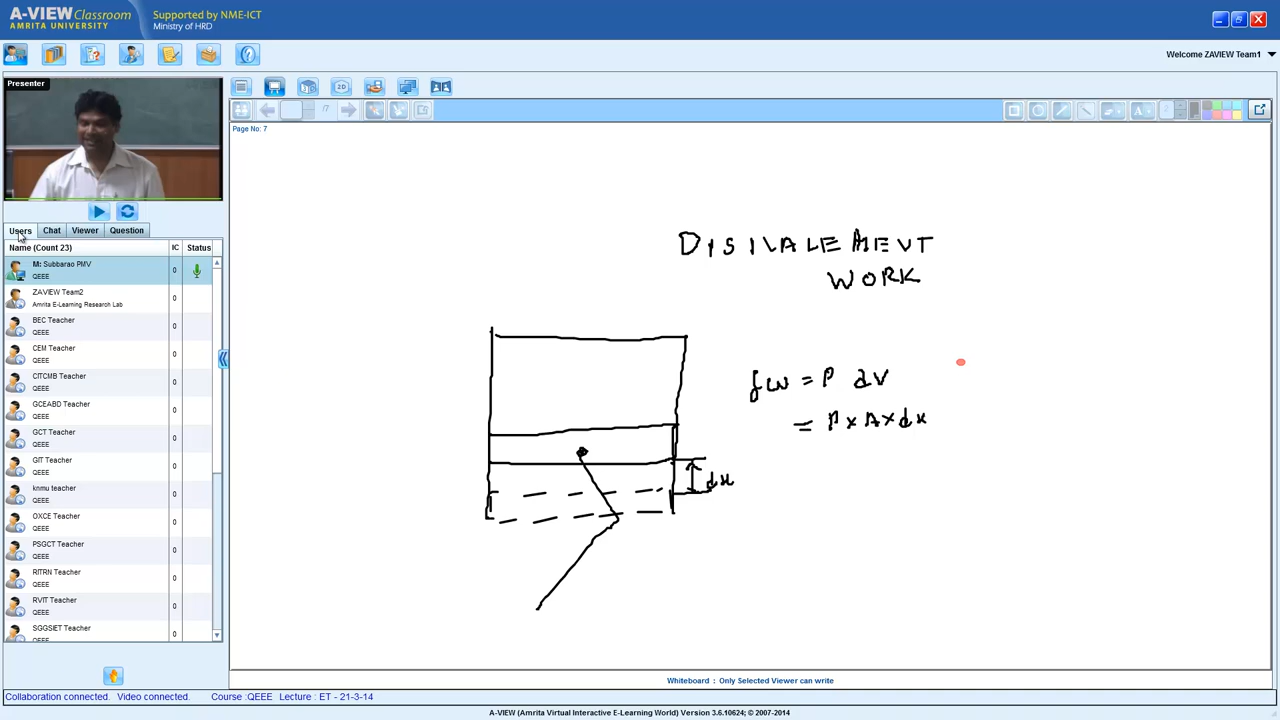 A-VIEW Classroom
AMRITA UNIVERSITY
Supported by NME-ICT
Ministry of HRD
Welcome ZAVIEW Team1
Presenter
2D
/7
A
2
Page No: 7
Users Chat Viewer Question
Name (Count 23) IC Status
M: Subbarao PMV 0
QEEE
ZAVIEW Team2 0
Amrita E-Learning Research Lab
BEC Teacher 0
QEEE
CEM Teacher 0
QEEE
CITCMB Teacher 0
QEEE
GCEABD Teacher 0
QEEE
GCT Teacher 0
QEEE
GIT Teacher 0
QEEE
knmu teacher 0
QEEE
OXCE Teacher 0
QEEE
PSGCT Teacher 0
QEEE
RITRN Teacher 0
QEEE
RVIT Teacher 0
QEEE
SGGSIET Teacher 0
QEEE
WORK
= P dV
= P x A x dx
dx
Whiteboard : Only Selected Viewer can write
Collaboration connected. Video connected. Course :QEEE Lecture : ET - 21-3-14
A-VIEW (Amrita Virtual Interactive E-Learning World) Version 3.6.10624; © 2007-2014